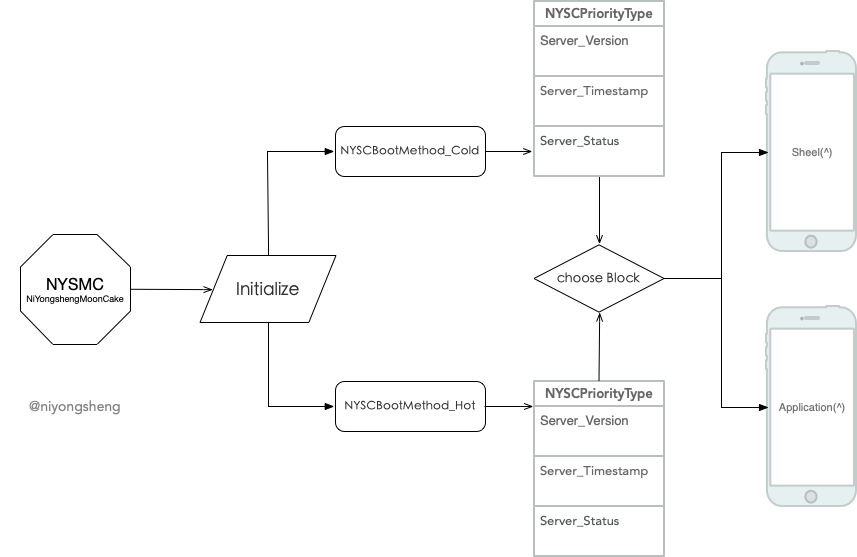 NYSCPriorityType
Server_Version
Server_Timestamp
Server_Status
NYSCBootMethod_Cold
Sheel(^)
NYSMC
NiYongshengMoonCake
Initialize
choose Block
@niyongsheng
NYSCBootMethod_Hot
NYSCPriorityType
Server_Version
Server_Timestamp
Server_Status
Application(^)